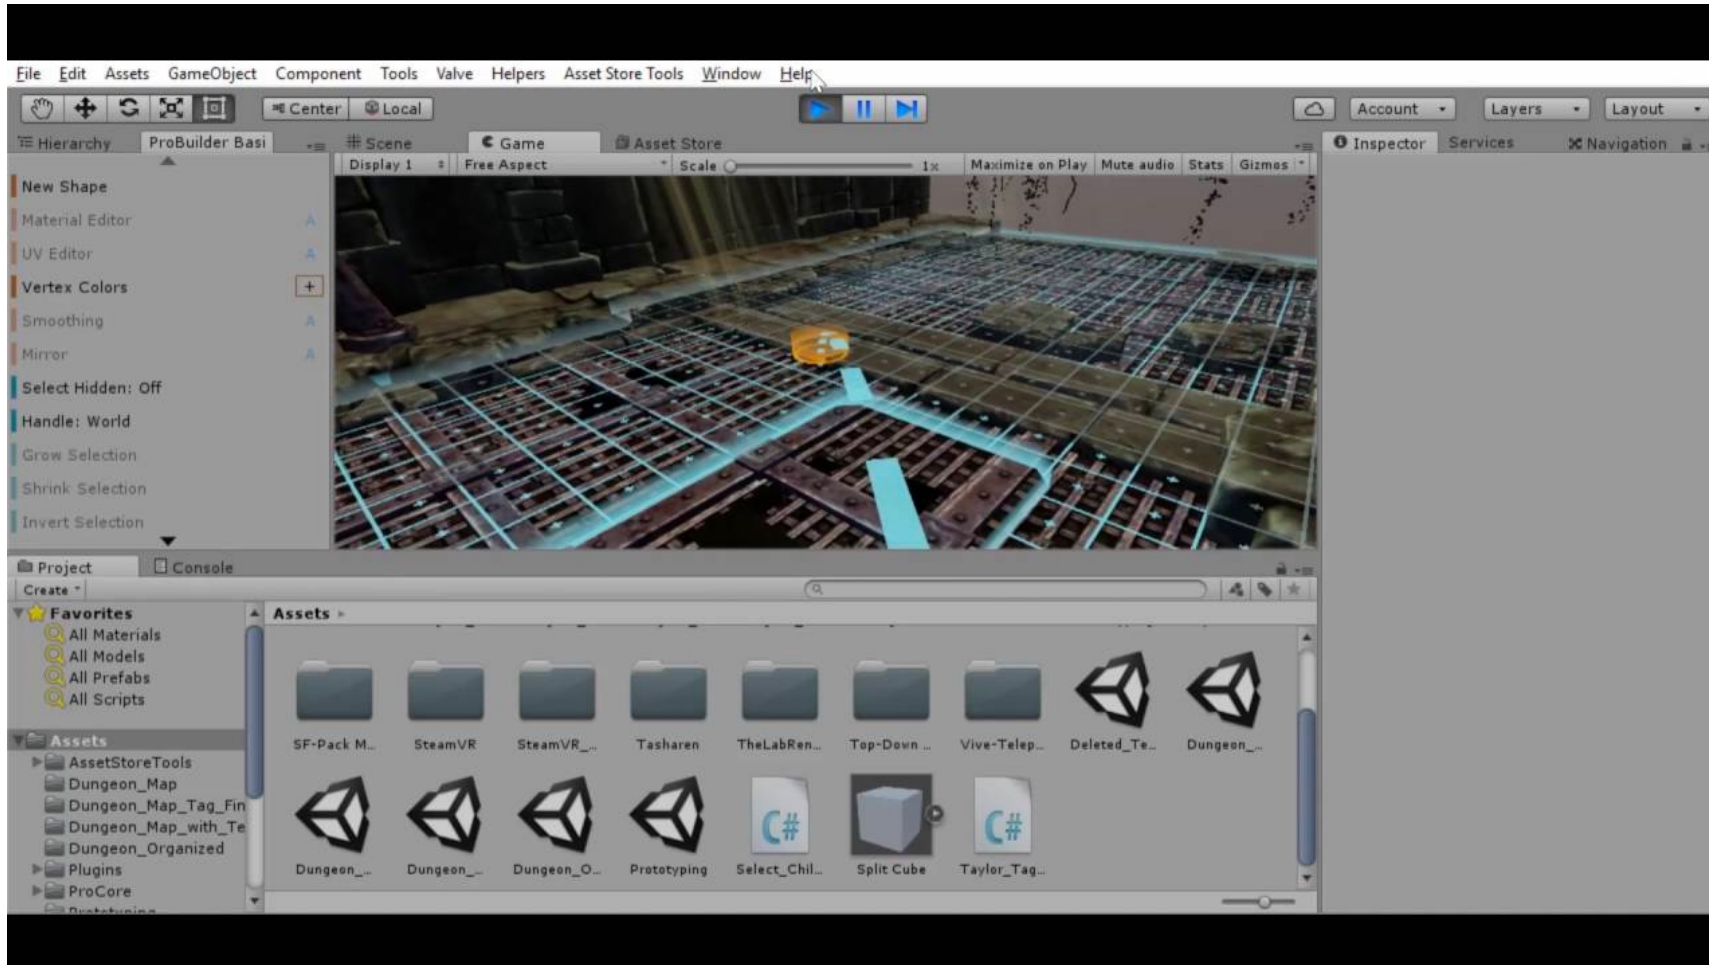 File Edit Assets GameObject Component Tools Valve Helpers Asset Store Tools Window Help
Center Local Account Layers Layout
Hierarchy ProBuilder Basi Scene Game Asset Store Inspector Services Navigation
Display 1 Free Aspect Scale 1x Maximize on Play Mute audio Stats Gizmos
New Shape
Material Editor A
UV Editor A
Vertex Colors +
Smoothing A
Mirror A
Select Hidden: Off
Handle: World
Grow Selection
Shrink Selection
Invert Selection
Project Console
Create
Favorites
All Materials
All Models
All Prefabs
All Scripts
Assets
AssetStoreTools
Dungeon_Map
Dungeon_Map_Tag_Fin
Dungeon_Map_with_Te
Dungeon_Organized
Plugins
ProCore
Prototyping
Assets
SF-Pack M... SteamVR SteamVR_... Tasharen TheLabRen... Top-Down ... Vive-Telep... Deleted_Te... Dungeon_...
C# C#
Dungeon_... Dungeon_... Dungeon_O... Prototyping Select_Chil... Split Cube Taylor_Tag...